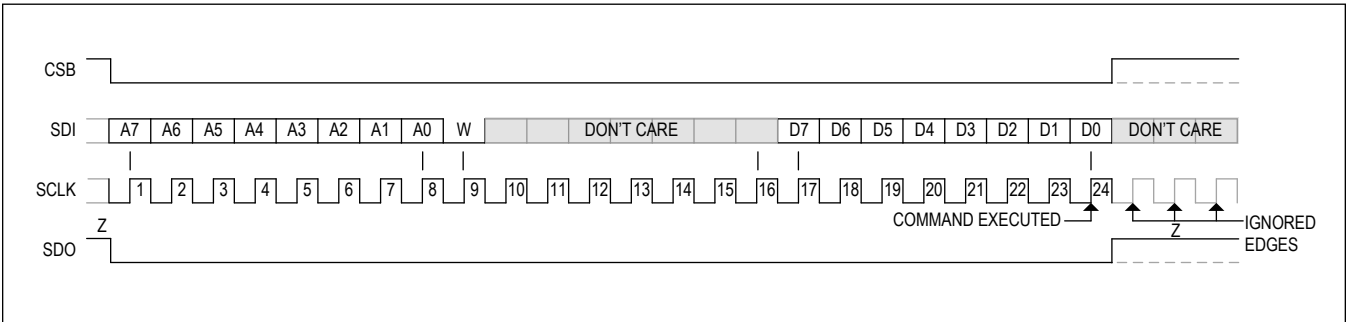 CSB
SDI A7 A6 A5 A4 A3 A2 A1 A0 W DON'T CARE D7 D6 D5 D4 D3 D2 D1 D0 DON'T CARE
SCLK 1 2 3 4 5 6 7 8 9 10 11 12 13 14 15 16 17 18 19 20 21 22 23 24
COMMAND EXECUTED IGNORED
Z Z EDGES
SDO